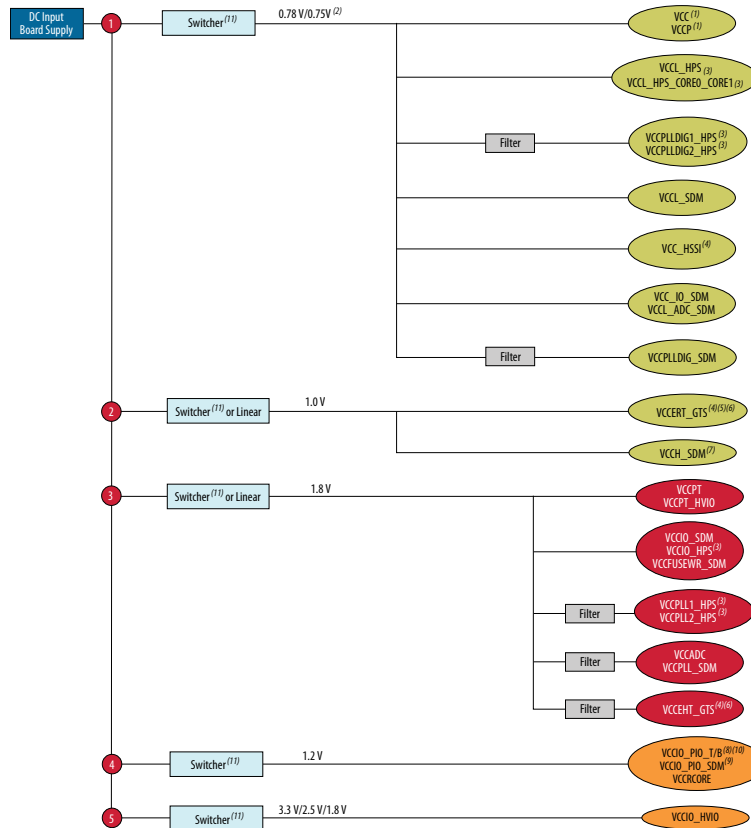 DC Input
Board Supply
1
Switcher(11)
0.78 V/0.75V (2)
VCC (1)
VCCP (1)
VCCL_HPS (3)
VCCL_HPS_CORE0_CORE1(3)
Filter
VCCPLLDIG1_HPS(3)
VCCPLLDIG2_HPS(3)
VCCL_SDM
VCC_HSSI(4)
VCC_IO_SDM
VCCL_ADC_SDM
Filter
VCCPLLDIG_SDM
2
Switcher(11) or Linear
1.0 V
VCCERT_GTS(4)(5)(6)
VCCH_SDM(7)
3
Switcher(11) or Linear
1.8 V
VCCPT
VCCPT_HVIO
VCCIO_SDM
VCCIO_HPS(3)
VCCFUSEWR_SDM
Filter
VCCPLL1_HPS(3)
VCCPLL2_HPS(3)
Filter
VCCADC
VCCPLL_SDM
Filter
VCCEHT_GTS(4)(6)
4
Switcher(11)
1.2 V
VCCIO_PIO_T/B(8)(10)
VCCIO_PIO_SDM(9)
VCCRCORE
5
Switcher(11)
3.3 V/2.5 V/1.8 V
VCCIO_HVIO